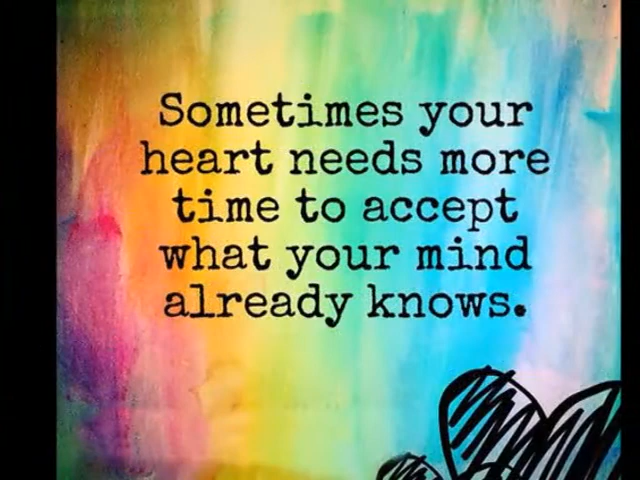 Sometimes your
heart needs more
time to accept
what your mind
already knows.